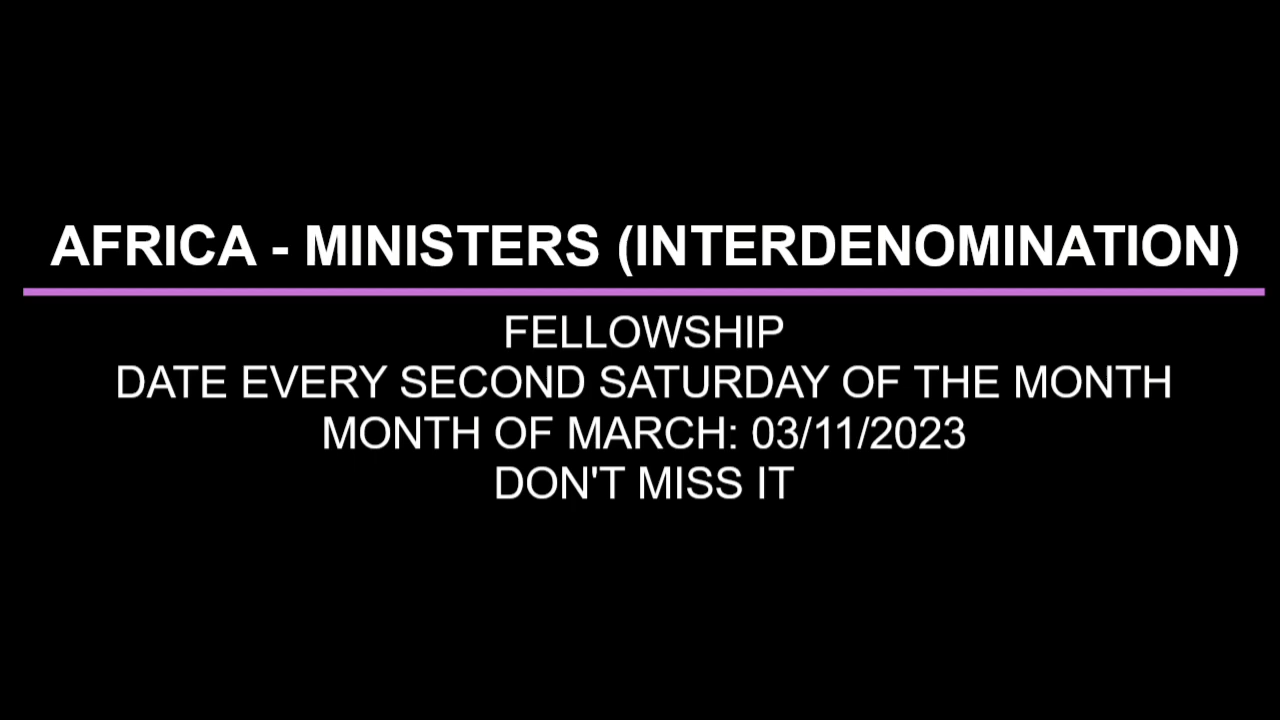 AFRICA - MINISTERS (INTERDENOMINATION)
FELLOWSHIP
DATE EVERY SECOND SATURDAY OF THE MONTH
MONTH OF MARCH: 03/11/2023
DON'T MISS IT